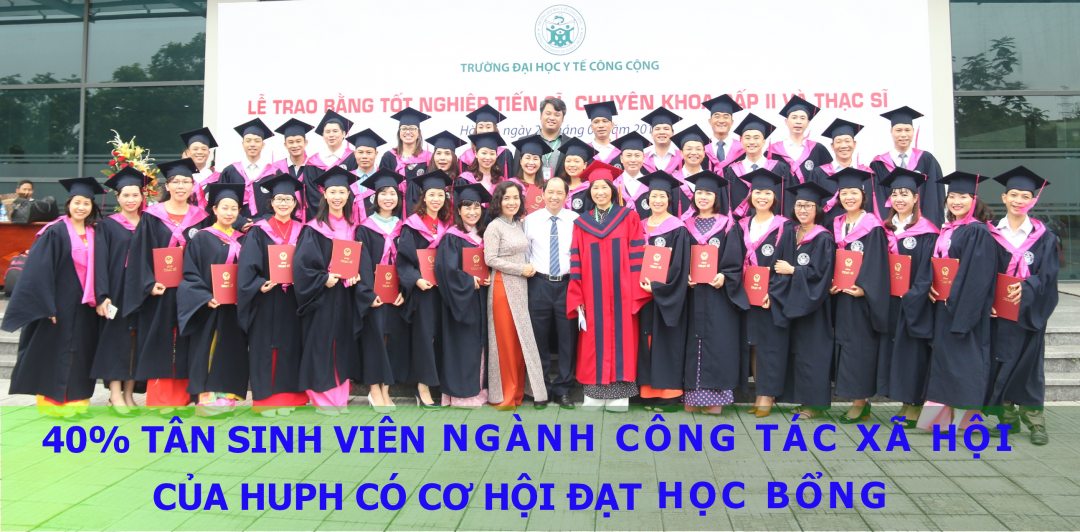 TRƯỜNG ĐẠI HỌC Y TẾ CÔNG CỘNG
LỄ TRAO BẰNG TỐT NGHIỆP TIẾN SĨ, CHUYÊN KHOA CẤP II VÀ THẠC SĨ
ngày
40% TÂN SINH VIÊN NGÀNH CÔNG TÁC XÃ HỘI
CỦA HUPH CÓ CƠ HỘI ĐẠT HỌC BỔNG